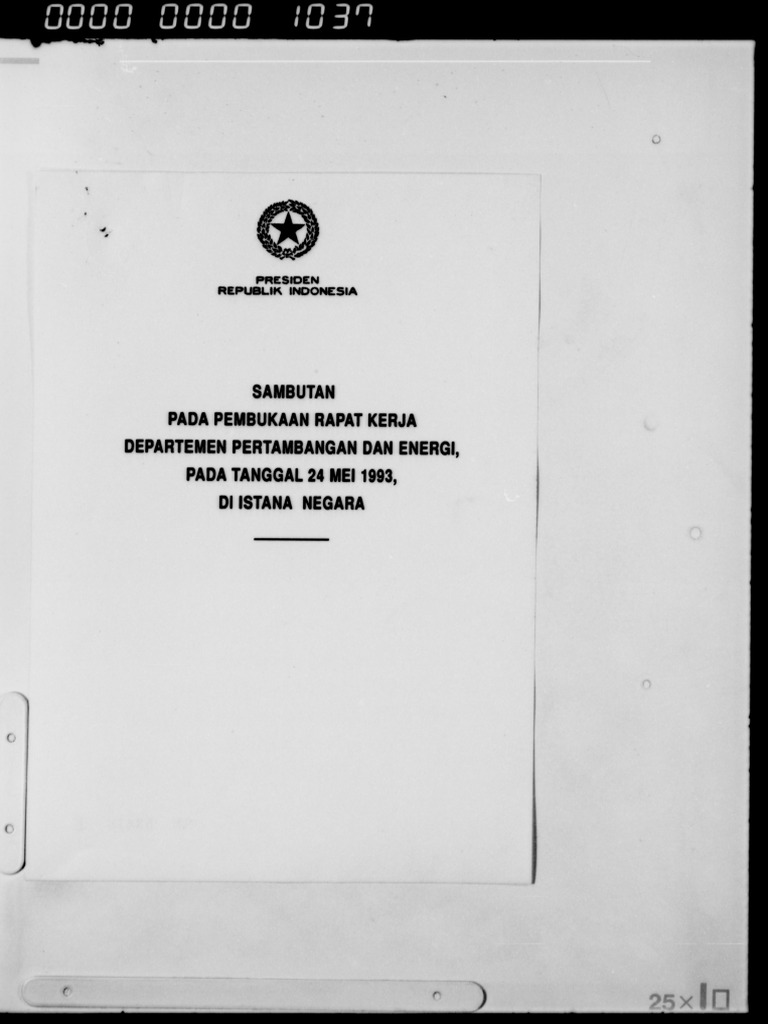 0000 0000 1037
PRESIDEN
REPUBLIK INDONESIA
SAMBUTAN
PADA PEMBUKAAN RAPAT KERJA
DEPARTEMEN PERTAMBANGAN DAN ENERGI,
PADA TANGGAL 24 MEI 1993,
DI ISTANA NEGARA
25×